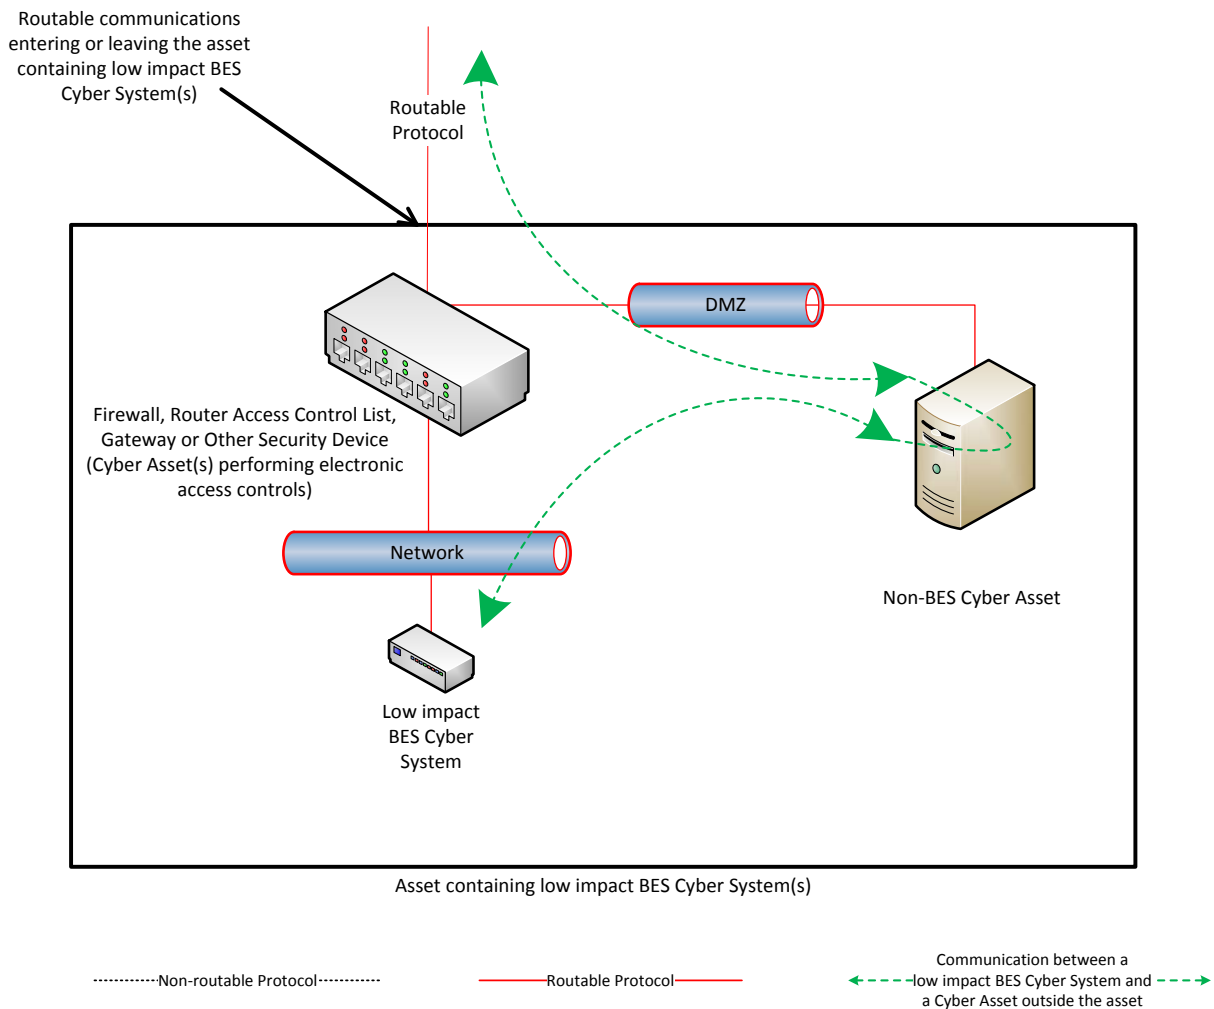 Routable communications
entering or leaving the asset
containing low impact BES
Cyber System(s)
Routable
Protocol
DMZ
Firewall, Router Access Control List,
Gateway or Other Security Device
(Cyber Asset(s) performing electronic
access controls)
Network
Non-BES Cyber Asset
Low impact
BES Cyber
System
Asset containing low impact BES Cyber System(s)
Non-routable Protocol
Routable Protocol
Communication between a
low impact BES Cyber System and
a Cyber Asset outside the asset